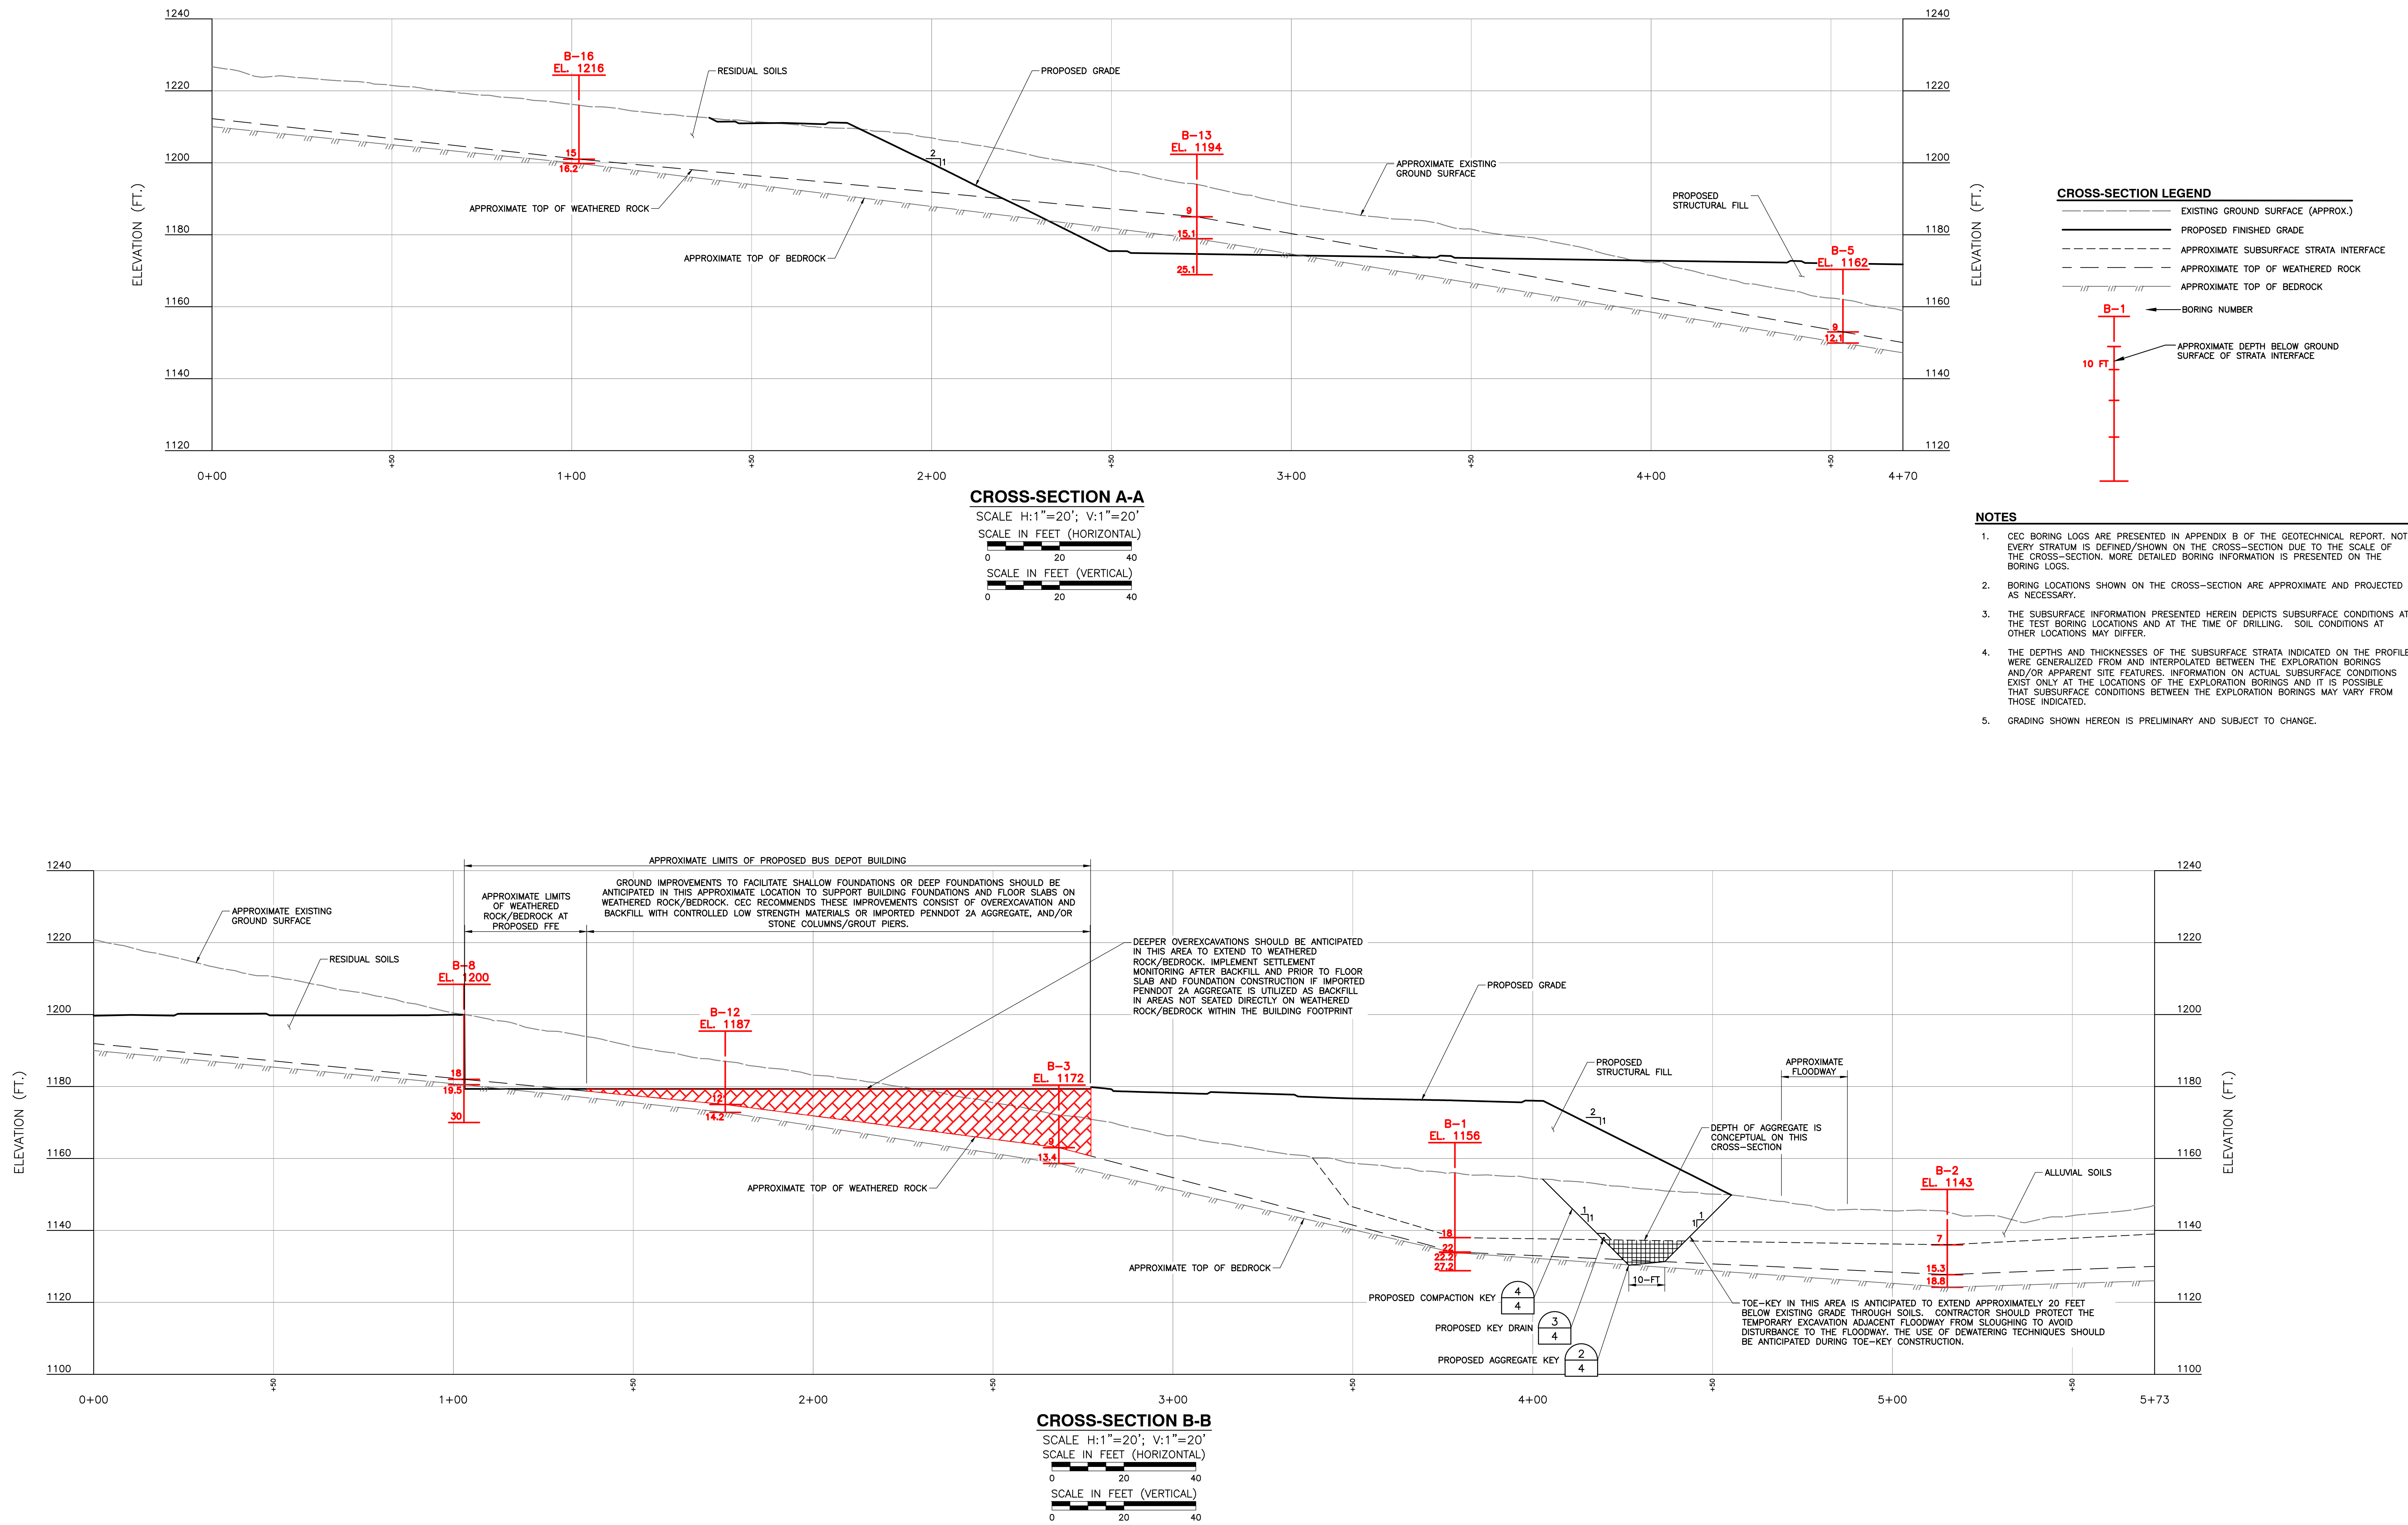 1240
1220
1200
1180
1160
1140
1120
ELEVATION (FT.)
B-16
EL. 1216
15
16.2
RESIDUAL SOILS
PROPOSED GRADE
2
1
B-13
EL. 1194
9
15.1
25.1
APPROXIMATE EXISTING
GROUND SURFACE
APPROXIMATE TOP OF WEATHERED ROCK
APPROXIMATE TOP OF BEDROCK
PROPOSED
STRUCTURAL FILL
B-5
EL. 1162
9
12.1
1240
1220
1200
1180
1160
1140
1120
ELEVATION (FT.)
0+00
+50
1+00
+50
2+00
+50
3+00
+50
4+00
+50
4+70
CROSS-SECTION A-A
SCALE H:1"=20'; V:1"=20'
SCALE IN FEET (HORIZONTAL)
0 20 40
SCALE IN FEET (VERTICAL)
0 20 40
CROSS-SECTION LEGEND
EXISTING GROUND SURFACE (APPROX.)
PROPOSED FINISHED GRADE
APPROXIMATE SUBSURFACE STRATA INTERFACE
APPROXIMATE TOP OF WEATHERED ROCK
APPROXIMATE TOP OF BEDROCK
B-1
BORING NUMBER
10 FT
APPROXIMATE DEPTH BELOW GROUND
SURFACE OF STRATA INTERFACE
NOTES
1. CEC BORING LOGS ARE PRESENTED IN APPENDIX B OF THE GEOTECHNICAL REPORT. NOT
EVERY STRATUM IS DEFINED/SHOWN ON THE CROSS-SECTION DUE TO THE SCALE OF
THE CROSS-SECTION. MORE DETAILED BORING INFORMATION IS PRESENTED ON THE
BORING LOGS.
2. BORING LOCATIONS SHOWN ON THE CROSS-SECTION ARE APPROXIMATE AND PROJECTED
AS NECESSARY.
3. THE SUBSURFACE INFORMATION PRESENTED HEREIN DEPICTS SUBSURFACE CONDITIONS AT
THE TEST BORING LOCATIONS AND AT THE TIME OF DRILLING. SOIL CONDITIONS AT
OTHER LOCATIONS MAY DIFFER.
4. THE DEPTHS AND THICKNESSES OF THE SUBSURFACE STRATA INDICATED ON THE PROFILE
WERE GENERALIZED FROM AND INTERPOLATED BETWEEN THE EXPLORATION BORINGS
AND/OR APPARENT SITE FEATURES. INFORMATION ON ACTUAL SUBSURFACE CONDITIONS
EXIST ONLY AT THE LOCATIONS OF THE EXPLORATION BORINGS AND IT IS POSSIBLE
THAT SUBSURFACE CONDITIONS BETWEEN THE EXPLORATION BORINGS MAY VARY FROM
THOSE INDICATED.
5. GRADING SHOWN HEREON IS PRELIMINARY AND SUBJECT TO CHANGE.
1240
1220
1200
1180
1160
1140
1120
1100
ELEVATION (FT.)
APPROXIMATE LIMITS OF PROPOSED BUS DEPOT BUILDING
APPROXIMATE LIMITS
OF WEATHERED
ROCK/BEDROCK AT
PROPOSED FFE
GROUND IMPROVEMENTS TO FACILITATE SHALLOW FOUNDATIONS OR DEEP FOUNDATIONS SHOULD BE
ANTICIPATED IN THIS APPROXIMATE LOCATION TO SUPPORT BUILDING FOUNDATIONS AND FLOOR SLABS ON
WEATHERED ROCK/BEDROCK. CEC RECOMMENDS THESE IMPROVEMENTS CONSIST OF OVEREXCAVATION AND
BACKFILL WITH CONTROLLED LOW STRENGTH MATERIALS OR IMPORTED PENNDOT 2A AGGREGATE, AND/OR
STONE COLUMNS/GROUT PIERS.
APPROXIMATE EXISTING
GROUND SURFACE
RESIDUAL SOILS
B-8
EL. 1200
18
19.5
30
B-12
EL. 1187
12
14.2
B-3
EL. 1172
9
13.4
DEEPER OVEREXCAVATIONS SHOULD BE ANTICIPATED
IN THIS AREA TO EXTEND TO WEATHERED
ROCK/BEDROCK. IMPLEMENT SETTLEMENT
MONITORING AFTER BACKFILL AND PRIOR TO FLOOR
SLAB AND FOUNDATION CONSTRUCTION IF IMPORTED
PENNDOT 2A AGGREGATE IS UTILIZED AS BACKFILL
IN AREAS NOT SEATED DIRECTLY ON WEATHERED
ROCK/BEDROCK WITHIN THE BUILDING FOOTPRINT
PROPOSED GRADE
PROPOSED
STRUCTURAL FILL
2
1
APPROXIMATE
FLOODWAY
DEPTH OF AGGREGATE IS
CONCEPTUAL ON THIS
CROSS-SECTION
B-1
EL. 1156
18
22
22.2
27.2
B-2
EL. 1143
7
15.3
18.8
ALLUVIAL SOILS
1
1
1
1
10-FT
APPROXIMATE TOP OF WEATHERED ROCK
APPROXIMATE TOP OF BEDROCK
PROPOSED COMPACTION KEY
4
4
PROPOSED KEY DRAIN
3
4
PROPOSED AGGREGATE KEY
2
4
TOE-KEY IN THIS AREA IS ANTICIPATED TO EXTEND APPROXIMATELY 20 FEET
BELOW EXISTING GRADE THROUGH SOILS. CONTRACTOR SHOULD PROTECT THE
TEMPORARY EXCAVATION ADJACENT FLOODWAY FROM SLOUGHING TO AVOID
DISTURBANCE TO THE FLOODWAY. THE USE OF DEWATERING TECHNIQUES SHOULD
BE ANTICIPATED DURING TOE-KEY CONSTRUCTION.
1240
1220
1200
1180
1160
1140
1120
1100
ELEVATION (FT.)
0+00
+50
1+00
+50
2+00
+50
3+00
+50
4+00
+50
5+00
+50
5+73
CROSS-SECTION B-B
SCALE H:1"=20'; V:1"=20'
SCALE IN FEET (HORIZONTAL)
0 20 40
SCALE IN FEET (VERTICAL)
0 20 40